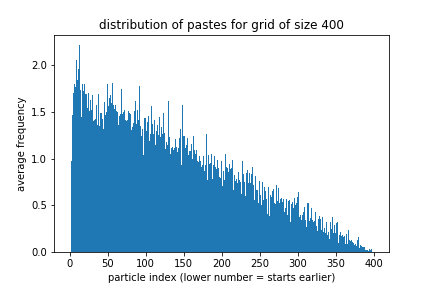 distribution of pastes for grid of size 400
average frequency
2.0
1.5
1.0
0.5
0.0
0 50 100 150 200 250 300 350 400
particle index (lower number = starts earlier)